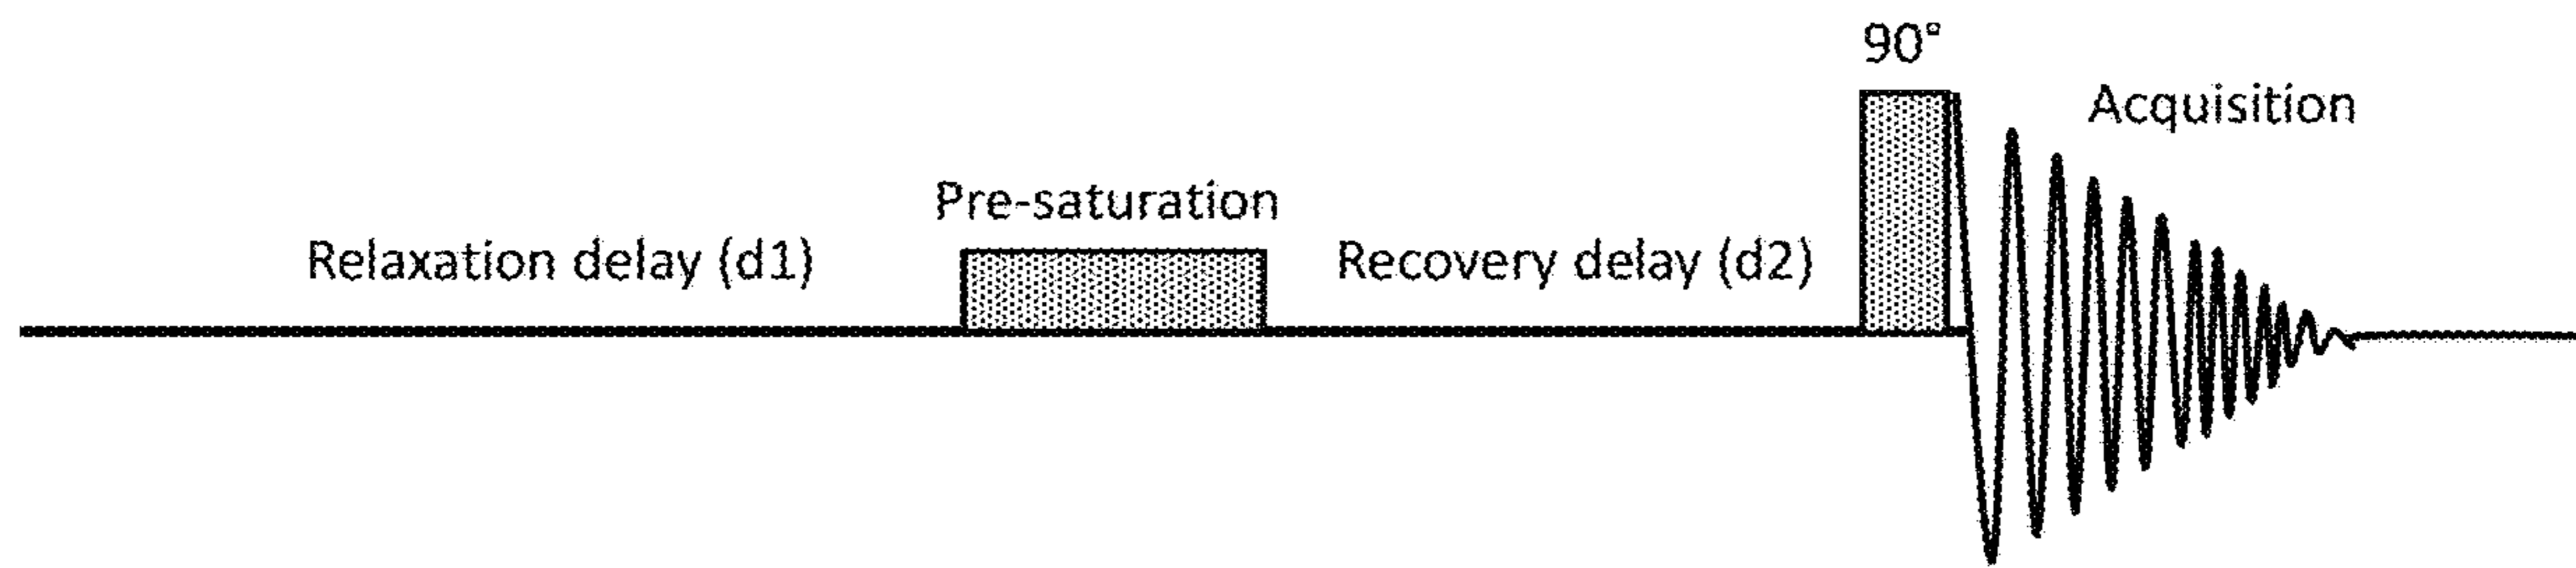 Relaxation delay (d1)
Pre-saturation
Recovery delay (d2)
90°
Acquisition